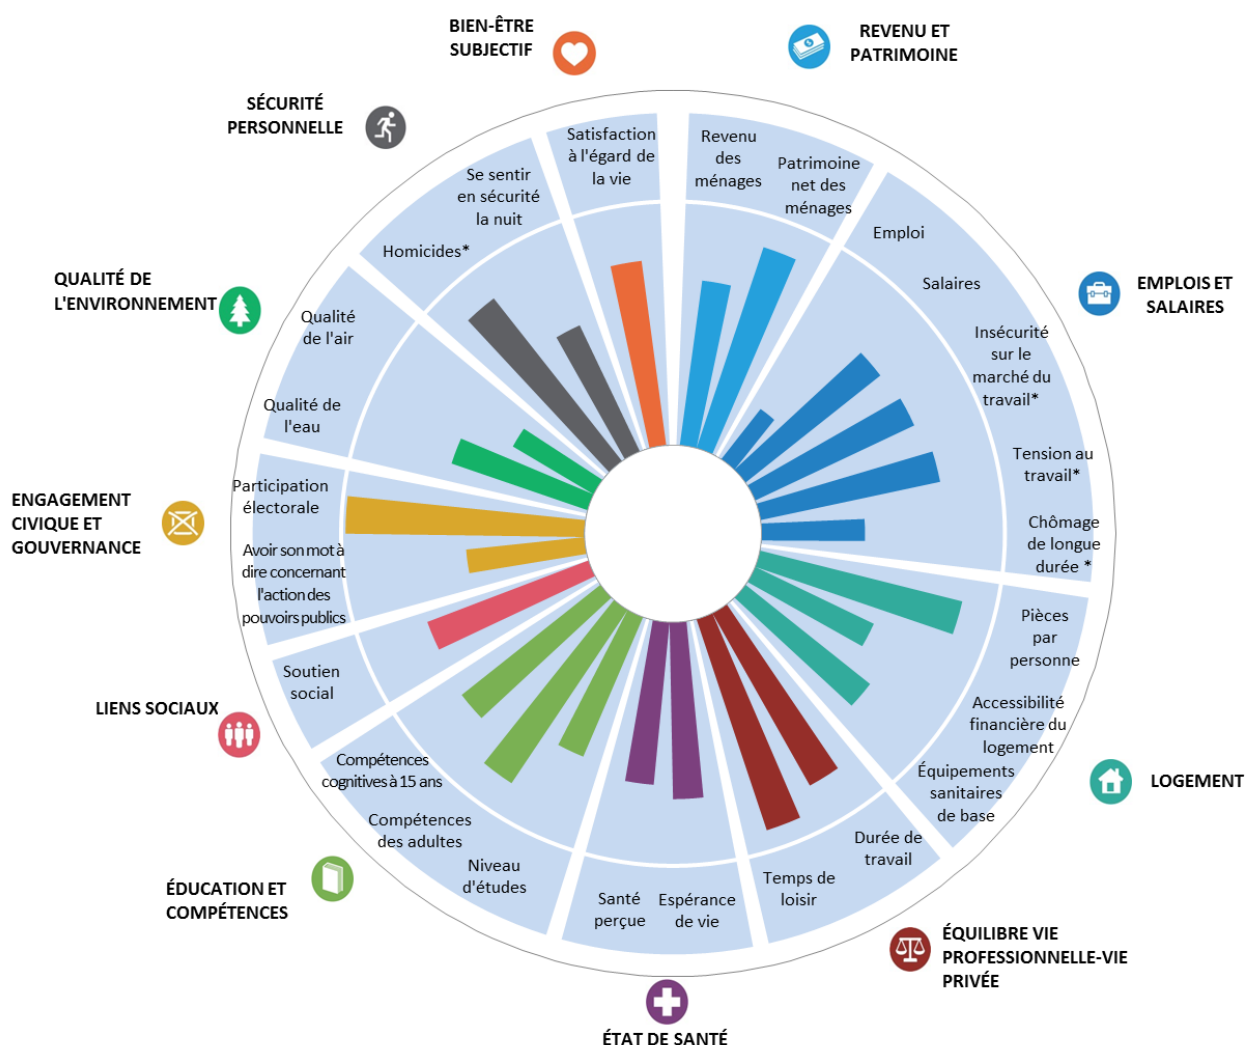 BIEN-ÊTRE
SUBJECTIF
REVENU ET
PATRIMOINE
SÉCURITÉ
PERSONNELLE
Satisfaction
à l'égard de
la vie
Revenu
des
ménages
Patrimoine
net des
ménages
Se sentir
en sécurité
la nuit
Homicides*
Emploi
Salaires
EMPLOIS ET
SALAIRES
Insécurité
sur le
marché du
travail*
Tension au
travail*
Chômage
de longue
durée *
QUALITÉ DE
L'ENVIRONNEMENT
Qualité
de l'air
Qualité de
l'eau
ENGAGEMENT
CIVIQUE ET
GOUVERNANCE
Participation
électorale
Avoir son mot à
dire concernant
l'action des
pouvoirs publics
Pièces
par
personne
Accessibilité
financière du
logement
Équipements
sanitaires
de base
LOGEMENT
LIENS SOCIAUX
Soutien
social
Compétences
cognitives à 15 ans
Compétences
des adultes
Niveau
d'études
ÉDUCATION ET
COMPÉTENCES
Santé
perçue
Espérance
de vie
Temps de
loisir
Durée de
travail
ÉQUILIBRE VIE
PROFESSIONNELLE-VIE
PRIVÉE
ÉTAT DE SANTÉ